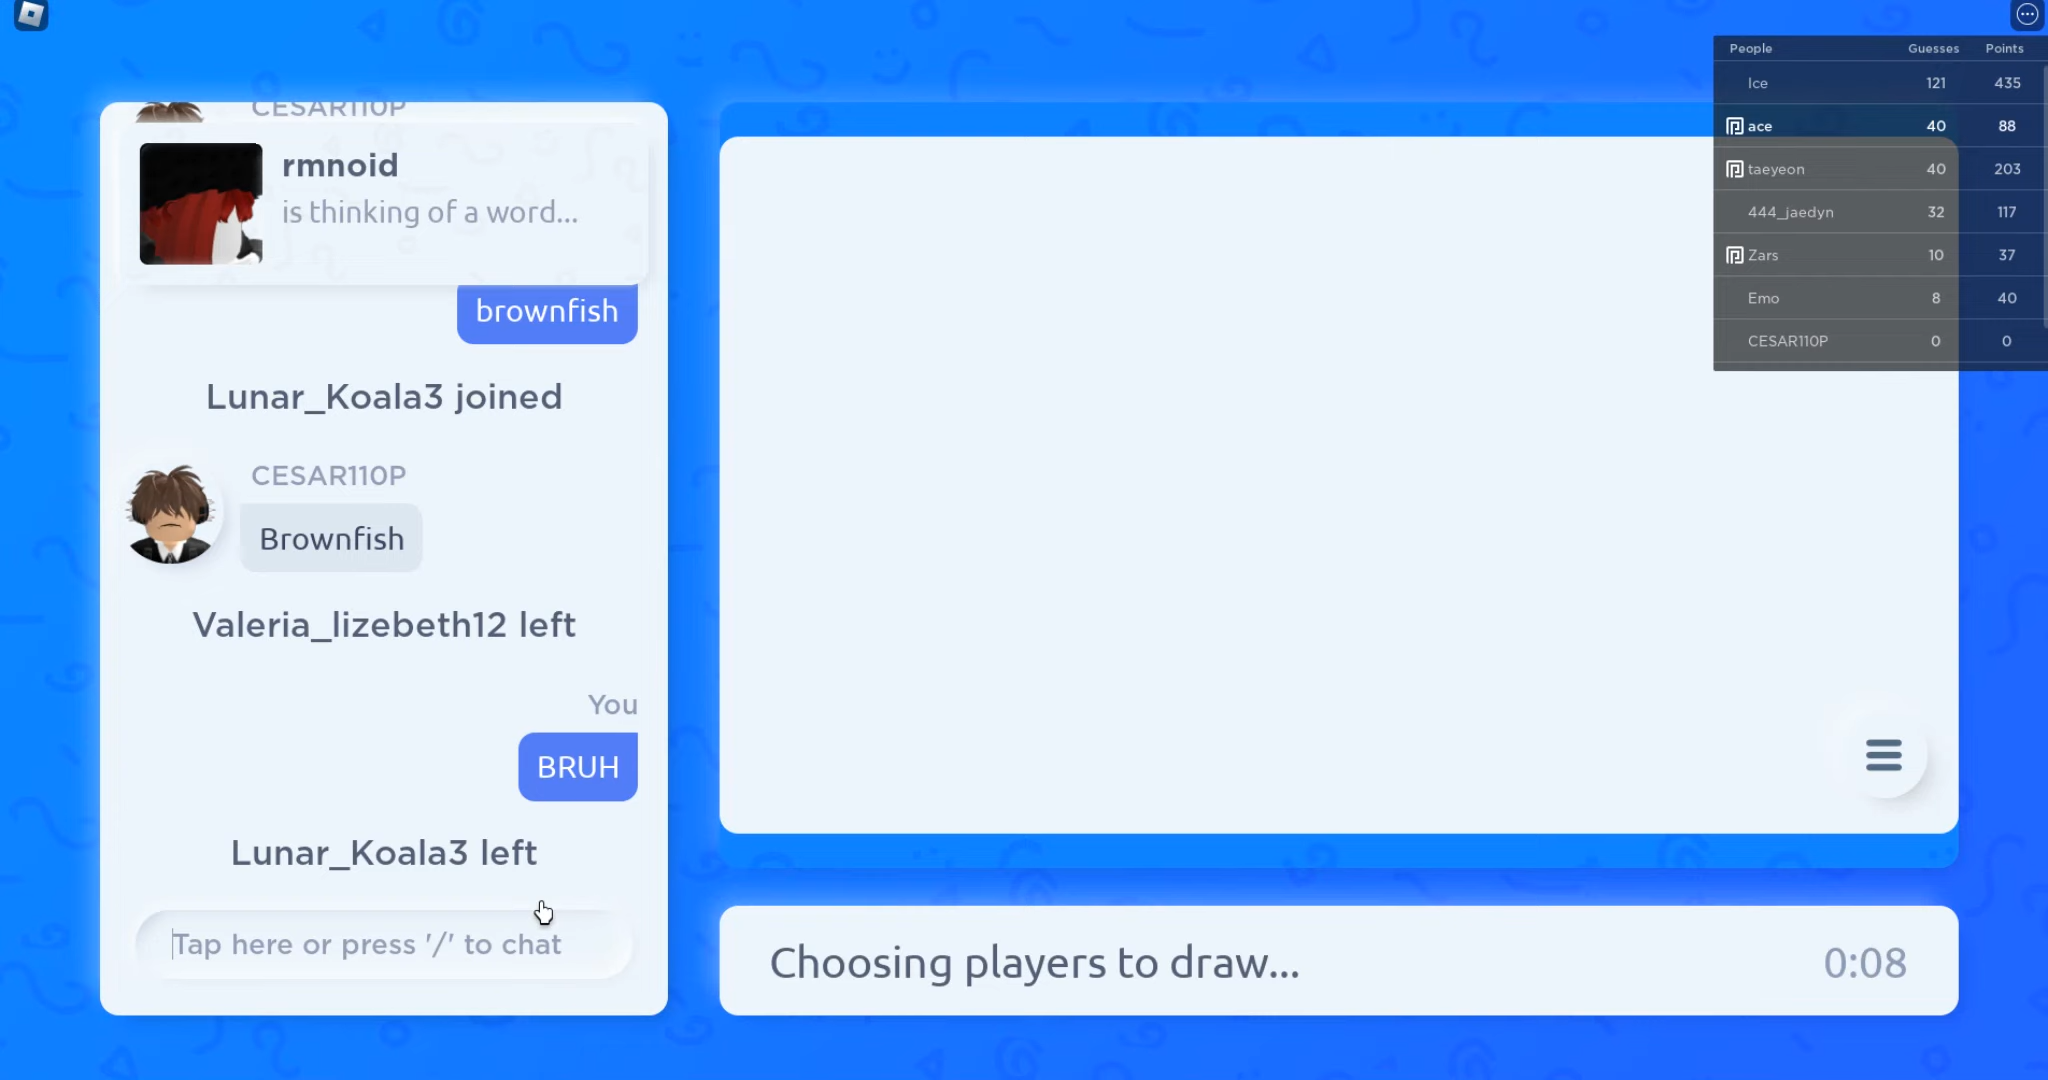 CESAR110P
rmnoid
is thinking of a word...
brownfish
Lunar_Koala3 joined
CESAR110P
Brownfish
Valeria_lizebeth12 left
You
BRUH
Lunar_Koala3 left
Tap here or press '/' to chat
Choosing players to draw...
0:08
People Guesses Points
Ice 121 435
ace 40 88
taeyeon 40 203
444_jaedyn 32 117
Zars 10 37
Emo 8 40
CESAR110P 0 0